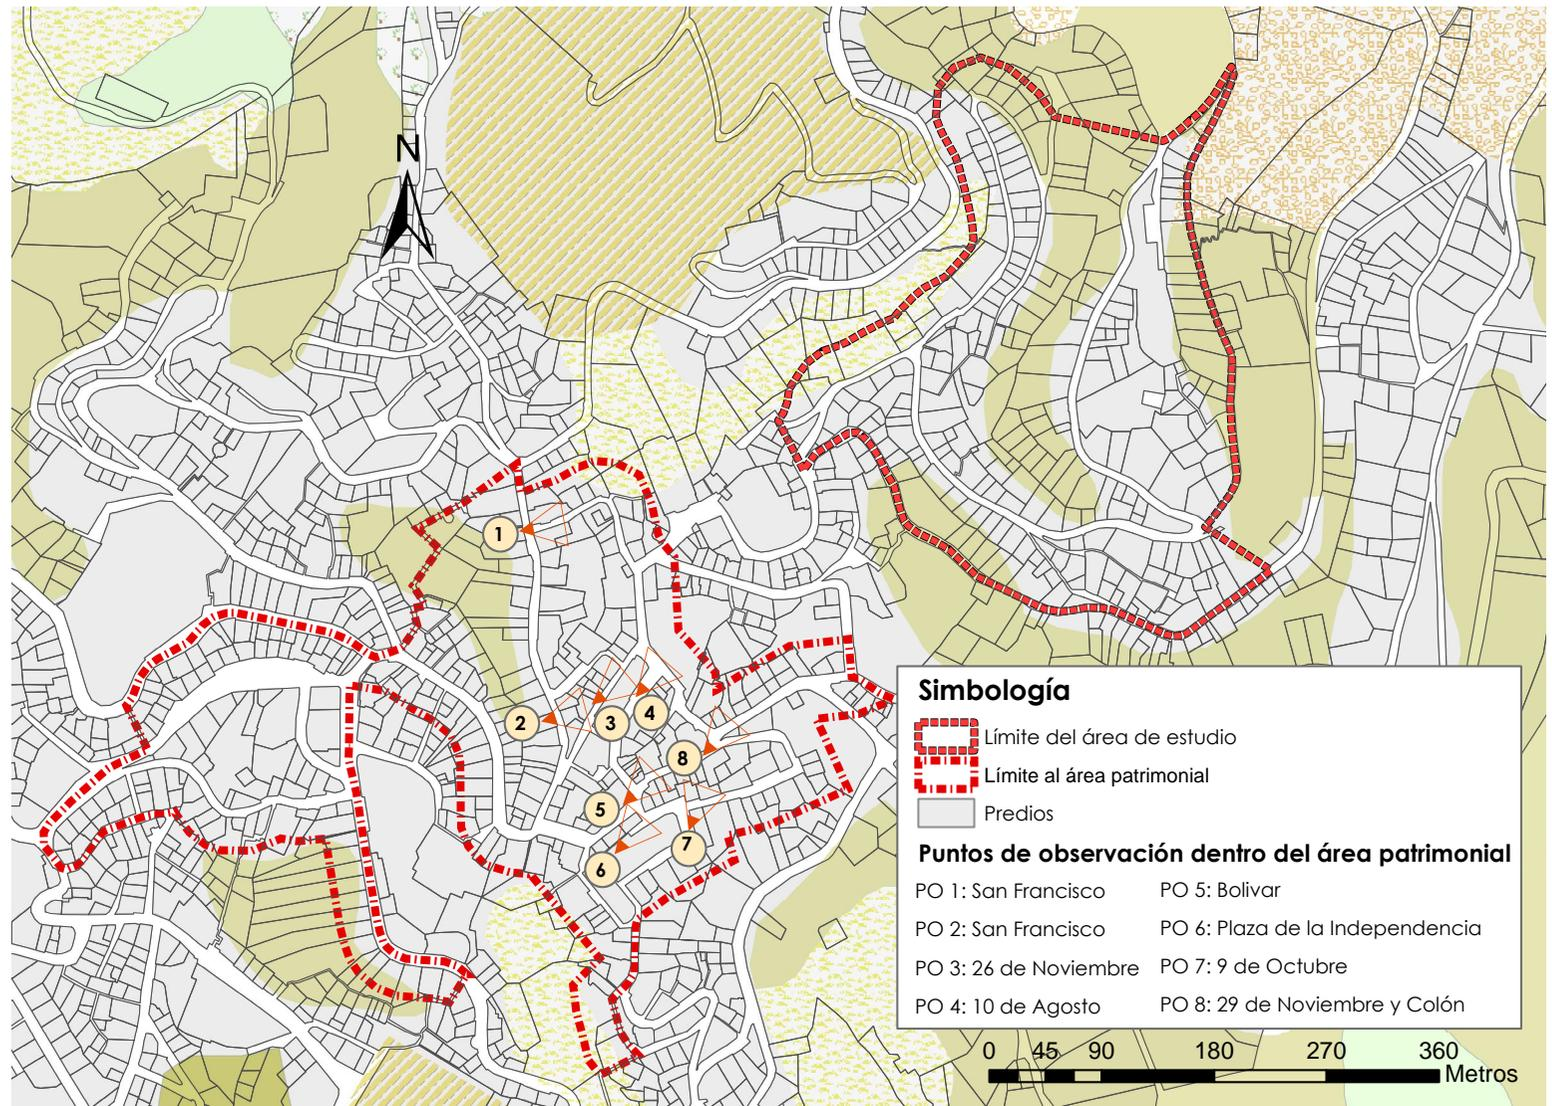 N
1
2
3
4
8
5
7
6
Simbología
Límite del área de estudio
Límite al área patrimonial
Predios
Puntos de observación dentro del área patrimonial
PO 1: San Francisco
PO 2: San Francisco
PO 3: 26 de Noviembre
PO 4: 10 de Agosto
PO 5: Bolivar
PO 6: Plaza de la Independencia
PO 7: 9 de Octubre
PO 8: 29 de Noviembre y Colón
0 45 90 180 270 360
Metros